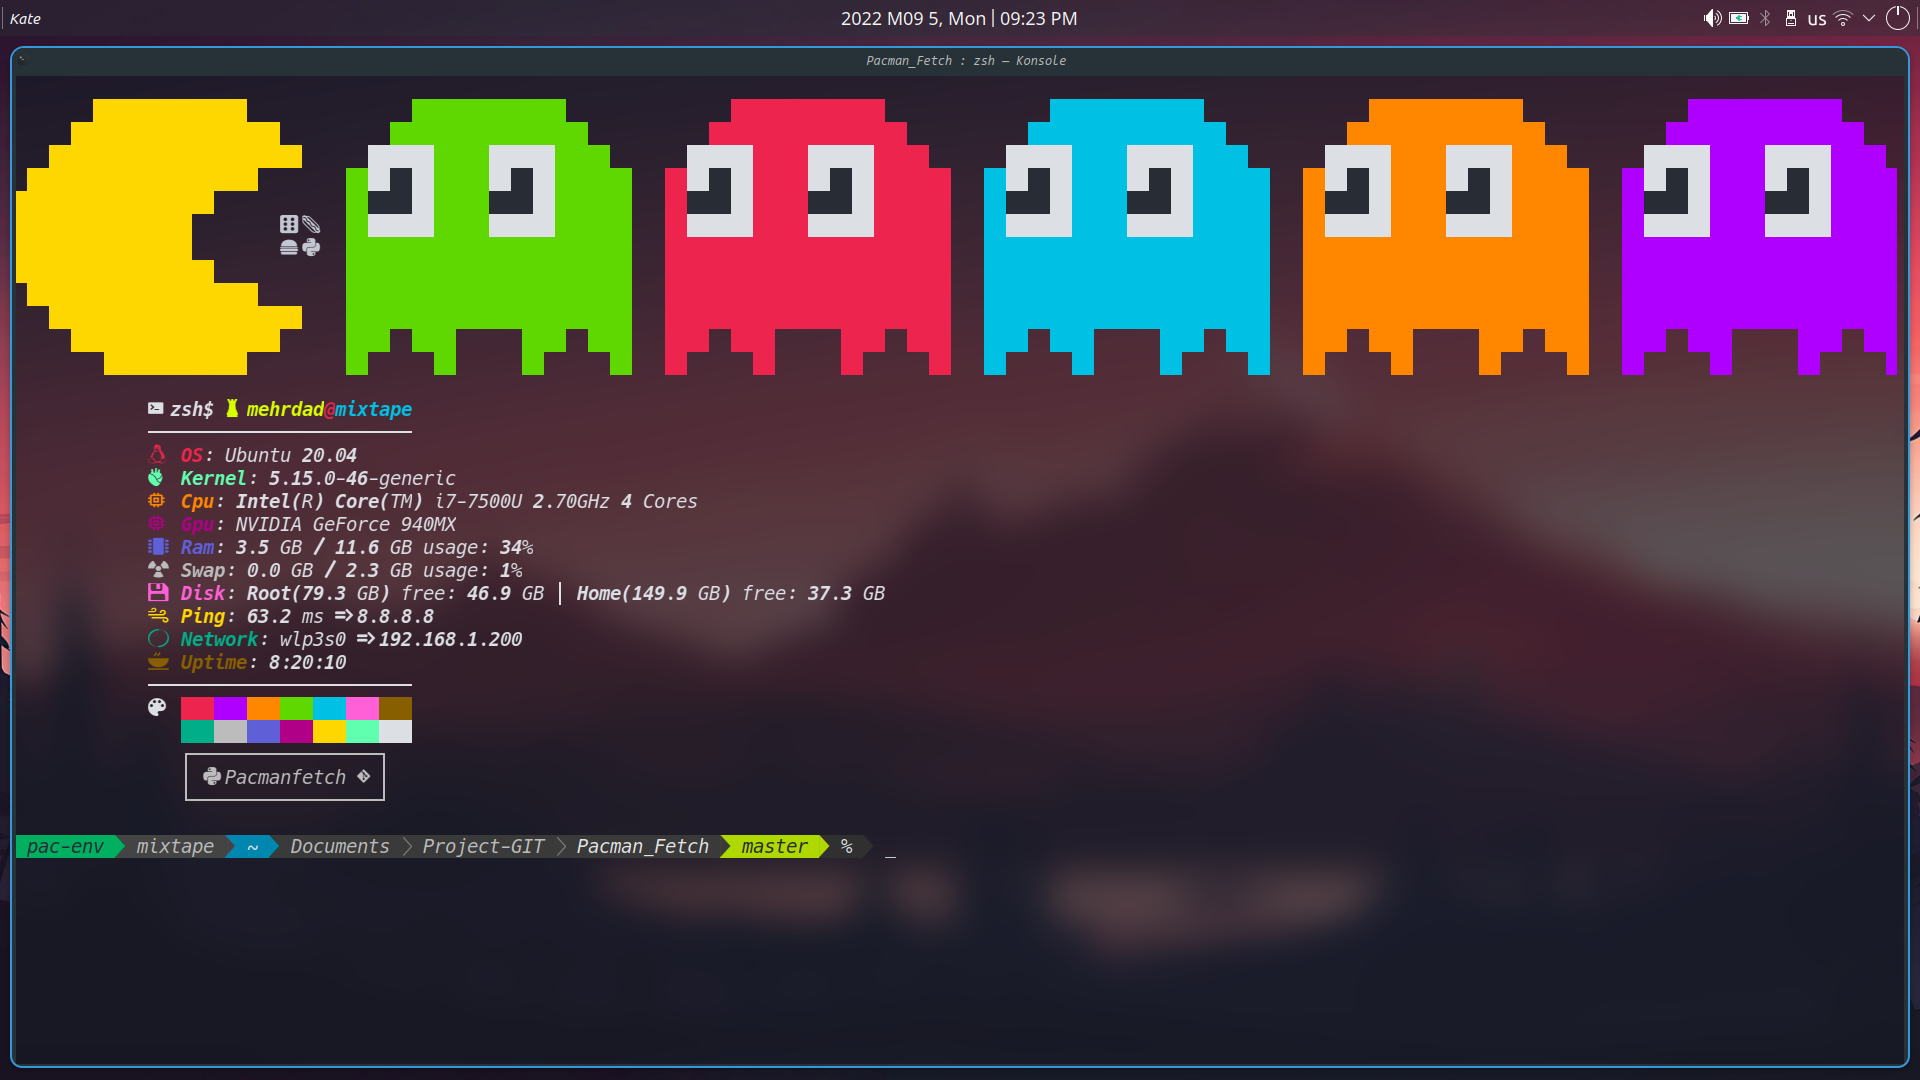 Kate
2022 M09 5, Mon | 09:23 PM
us
Pacman_Fetch : zsh — Konsole
zsh$ mehrdad@mixtape
OS: Ubuntu 20.04
Kernel: 5.15.0-46-generic
Cpu: Intel(R) Core(TM) i7-7500U 2.70GHz 4 Cores
Gpu: NVIDIA GeForce 940MX
Ram: 3.5 GB / 11.6 GB usage: 34%
Swap: 0.0 GB / 2.3 GB usage: 1%
Disk: Root(79.3 GB) free: 46.9 GB | Home(149.9 GB) free: 37.3 GB
Ping: 63.2 ms => 8.8.8.8
Network: wlp3s0 => 192.168.1.200
Uptime: 8:20:10
Pacmanfetch
pac-env mixtape ~ Documents Project-GIT Pacman_Fetch master % _